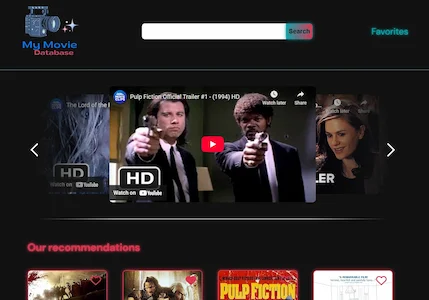 My Movie
Database
Search
Favorites
The Lord of the
Pulp Fiction Official Trailer #1 - (1994) HD
Watch later
Share
Share
HD
Watch on YouTube
HD
Watch on YouTube
Our recommendations
PULP FICTION